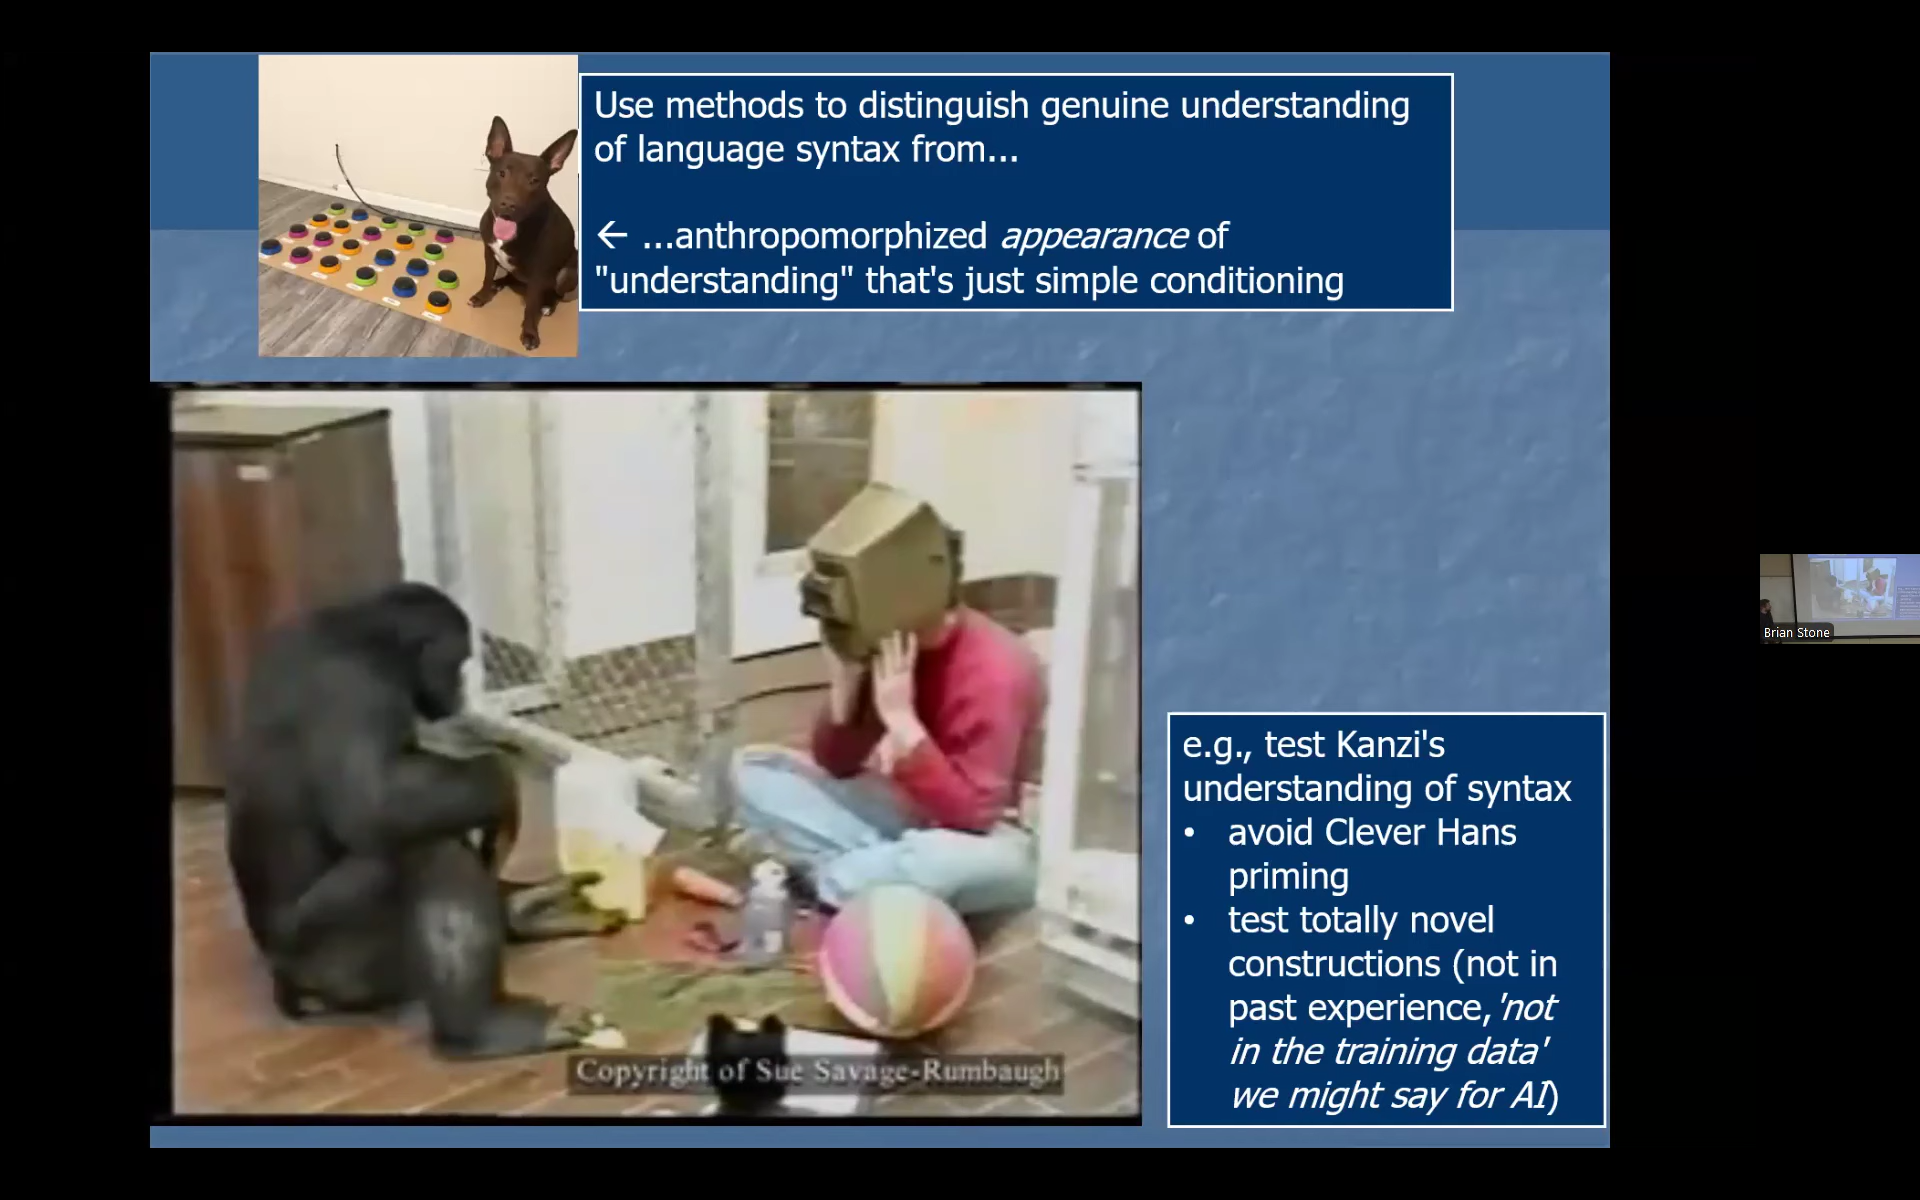 Use methods to distinguish genuine understanding
of language syntax from...
← ...anthropomorphized appearance of
"understanding" that's just simple conditioning
Copyright of Sue Savage-Rumbaugh
e.g., test Kanzi's
understanding of syntax
• avoid Clever Hans
priming
• test totally novel
constructions (not in
past experience, 'not
in the training data'
we might say for AI)
Brian Stone